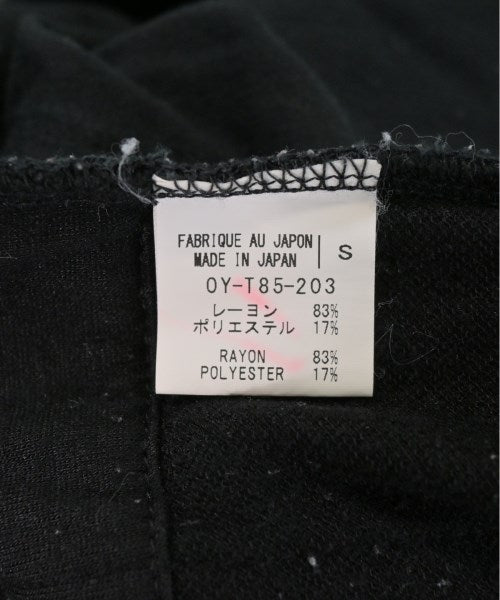 FABRIQUE AU JAPON
MADE IN JAPAN | S
OY-T85-203
レーヨン 83%
ポリエステル 17%
RAYON 83%
POLYESTER 17%